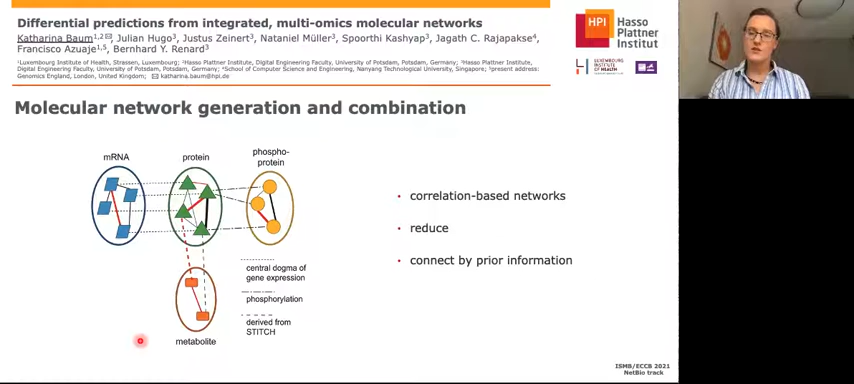 Differential predictions from integrated, multi-omics molecular networks
Katharina Baum1,2✉, Julian Hugo3, Justus Zeinert3, Nataniel Müller3, Spoorthi Kashyap3, Jagath C. Rajapakse4,
Francisco Azuaje1,5, Bernhard Y. Renard3
1Luxembourg Institute of Health, Strassen, Luxembourg; 2Hasso Plattner Institute, Digital Engineering Faculty, University of Potsdam, Potsdam, Germany; 3Hasso Plattner Institute,
Digital Engineering Faculty, University of Potsdam, Potsdam, Germany; 4School of Computer Science and Engineering, Nanyang Technological University, Singapore; 5present address:
Genomics England, London, United Kingdom; ✉ katharina.baum@hpi.de
HPI
Hasso
Plattner
Institut
LUXEMBOURG
INSTITUTE
OF HEALTH
Molecular network generation and combination
mRNA
protein
phospho-
protein
central dogma of
gene expression
phosphorylation
derived from
STITCH
metabolite
• correlation-based networks
• reduce
• connect by prior information
ISMB/ECCB 2021
NetBio track